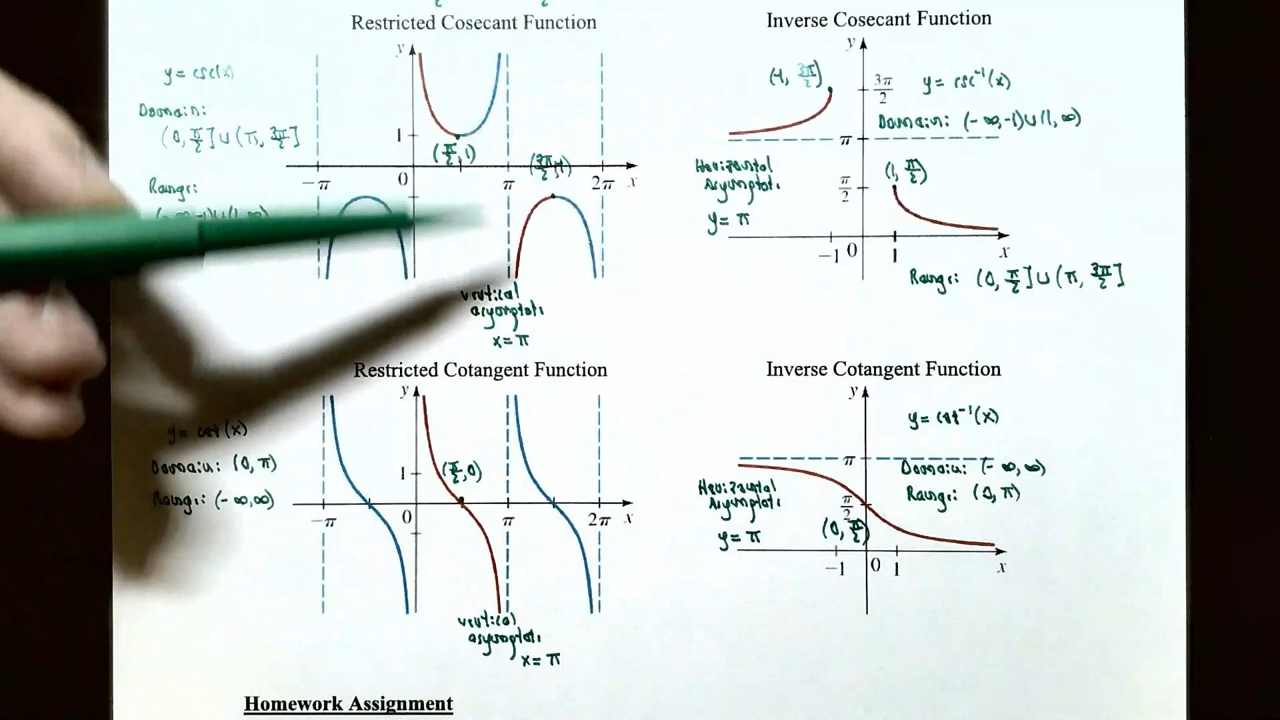 Restricted Cosecant Function
y = csc(x)
Domain:
(0, π/2] ∪ (π, 3π/2]
Range:
y
1
(π/2, 1)
−π
0
π
2π
x
vertical
asymptote
x = π
Inverse Cosecant Function
y
(-1, 3π/2)
3π/2
y = csc⁻¹(x)
Domain: (-∞,-1)∪(1, ∞)
π
Horizontal
Asymptote
y = π
π/2
(1, π/2)
−1
0
1
x
Range: (0, π/2] ∪ (π, 3π/2]
Restricted Cotangent Function
y = cot(x)
Domain: (0, π)
Range: (-∞,∞)
y
1
(π/2, 0)
−π
0
π
2π
x
vertical
asymptote
x = π
Inverse Cotangent Function
y
y = cot⁻¹(x)
π
Domain: (-∞, ∞)
Range: (0, π)
Horizontal
Asymptote
y = π
π/2
(0, π/2)
−1
0
1
x
Homework Assignment